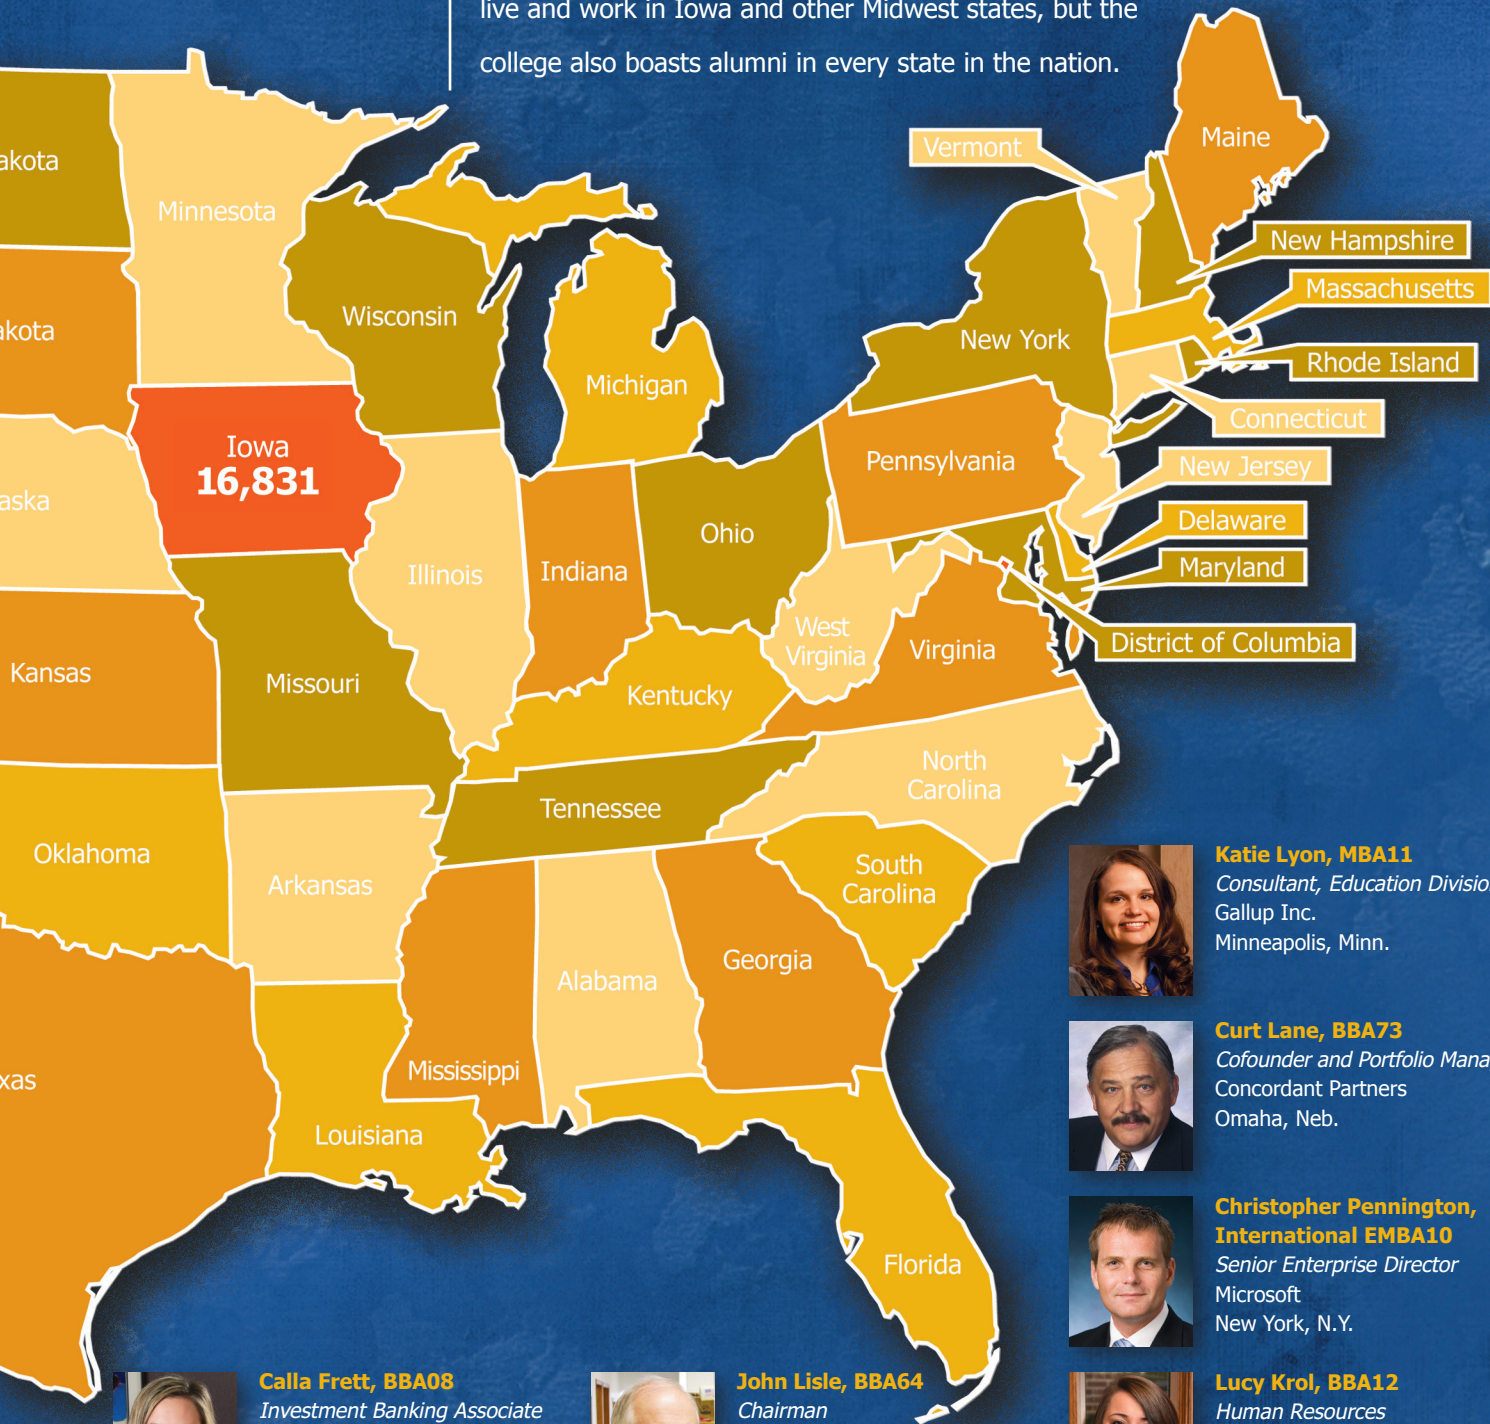 live and work in Iowa and other Midwest states, but the
college also boasts alumni in every state in the nation.
Maine
Vermont
akota
Minnesota
New Hampshire
Massachusetts
Wisconsin
akota
New York
Rhode Island
Michigan
Connecticut
Iowa
16,831
Pennsylvania
New Jersey
aska
Delaware
Ohio
Maryland
Illinois
Indiana
West
Virginia
Virginia
District of Columbia
Kansas
Missouri
Kentucky
North
Carolina
Tennessee
Oklahoma
Arkansas
South
Carolina
Georgia
Alabama
Mississippi
xas
Louisiana
Florida
Katie Lyon, MBA11
Consultant, Education Division
Gallup Inc.
Minneapolis, Minn.
Curt Lane, BBA73
Cofounder and Portfolio Mana
Concordant Partners
Omaha, Neb.
Christopher Pennington,
International EMBA10
Senior Enterprise Director
Microsoft
New York, N.Y.
Calla Frett, BBA08
Investment Banking Associate
John Lisle, BBA64
Chairman
Lucy Krol, BBA12
Human Resources